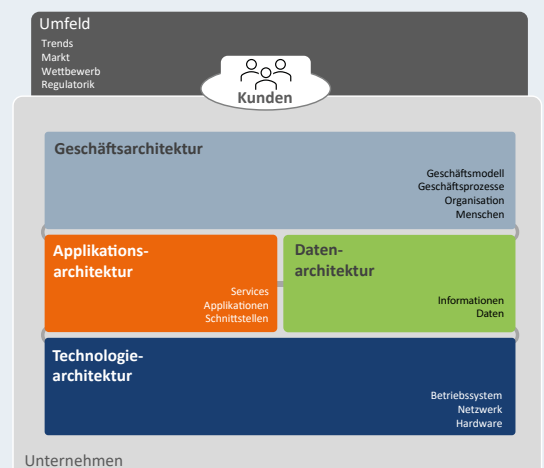 Umfeld
Trends
Markt
Wettbewerb
Regulatorik
Kunden
Geschäftsarchitektur
Geschäftsmodell
Geschäftsprozesse
Organisation
Menschen
Applikations-
architektur
Services
Applikationen
Schnittstellen
Daten-
architektur
Informationen
Daten
Technologie-
architektur
Betriebssystem
Netzwerk
Hardware
Unternehmen